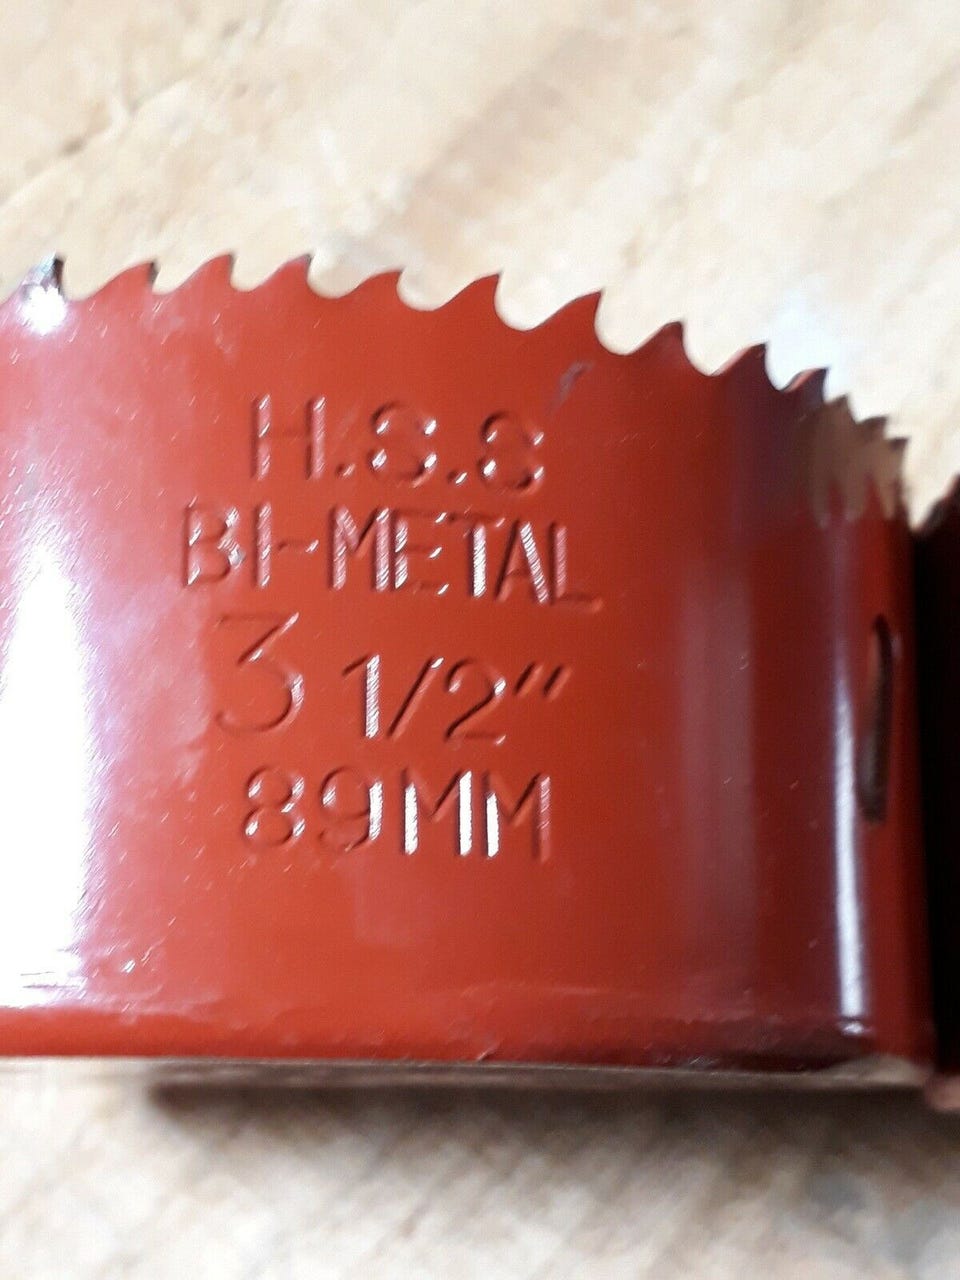 H.S.S
BI-METAL
3 1/2"
89MM